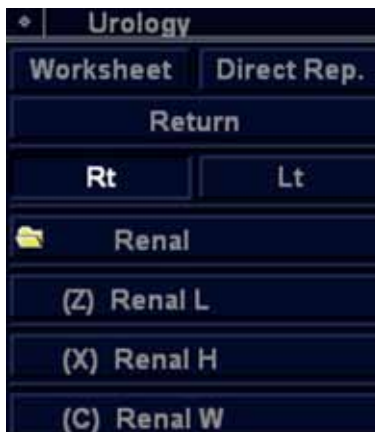 Urology
Worksheet Direct Rep.
Return
Rt Lt
Renal
(Z) Renal L
(X) Renal H
(C) Renal W